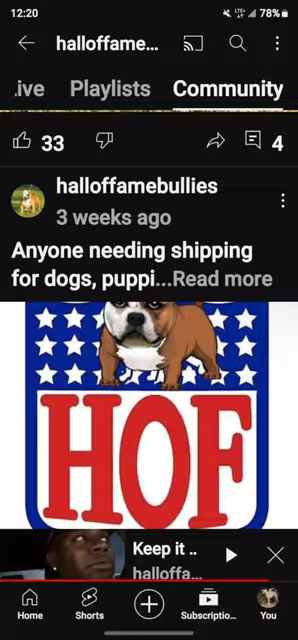 12:20
LTE+
78%
halloffame...
.ive Playlists Community
33
4
halloffamebullies
3 weeks ago
Anyone needing shipping
for dogs, puppi...Read more
HOF
Keep it ..
halloffa...
Home Shorts Subscriptio... You